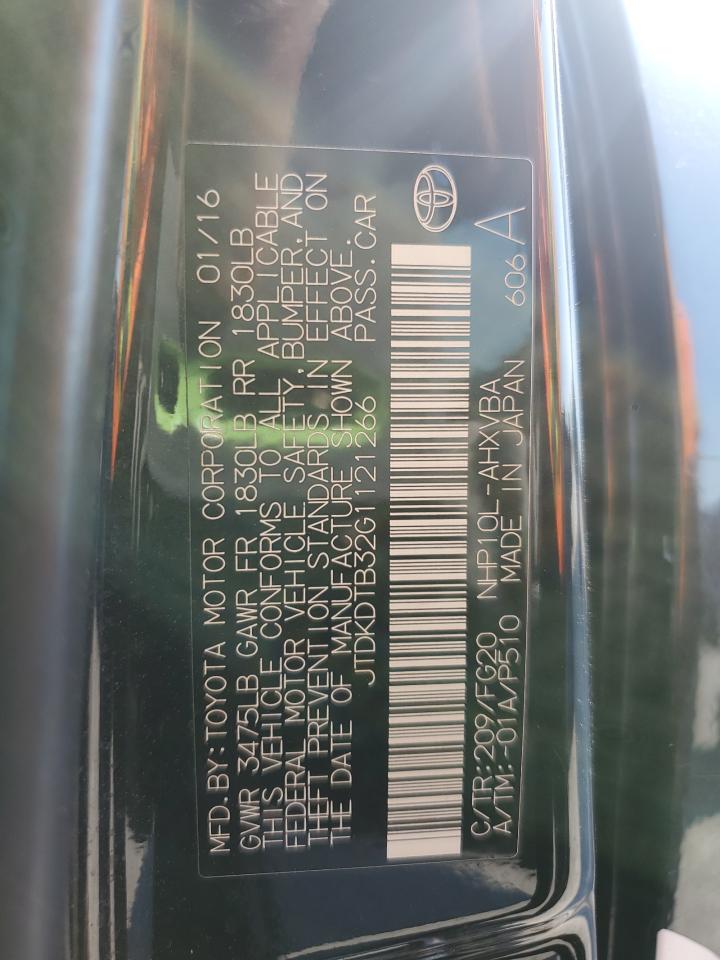 MFD.BY:TOYOTA MOTOR CORPORATION 01/16
GVWR 3475LB GAWR FR 1830LB RR 1830LB
THIS VEHICLE CONFORMS TO ALL APPLICABLE
FEDERAL MOTOR VEHICLE SAFETY,BUMPER,AND
THEFT PREVENTION STANDARDS IN EFFECT ON
THE DATE OF MANUFACTURE SHOWN ABOVE.
JTDKDTB32G1121266 PASS.CAR
C/TR:209/FG20 NHP10L-AHXVBA
A/TM:-01A/P510 MADE IN JAPAN 606 A